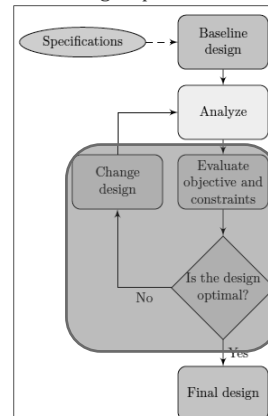 Specifications
Baseline
design
Analyze
Change
design
Evaluate
objective and
constraints
Is the design
optimal?
No
Yes
Final design